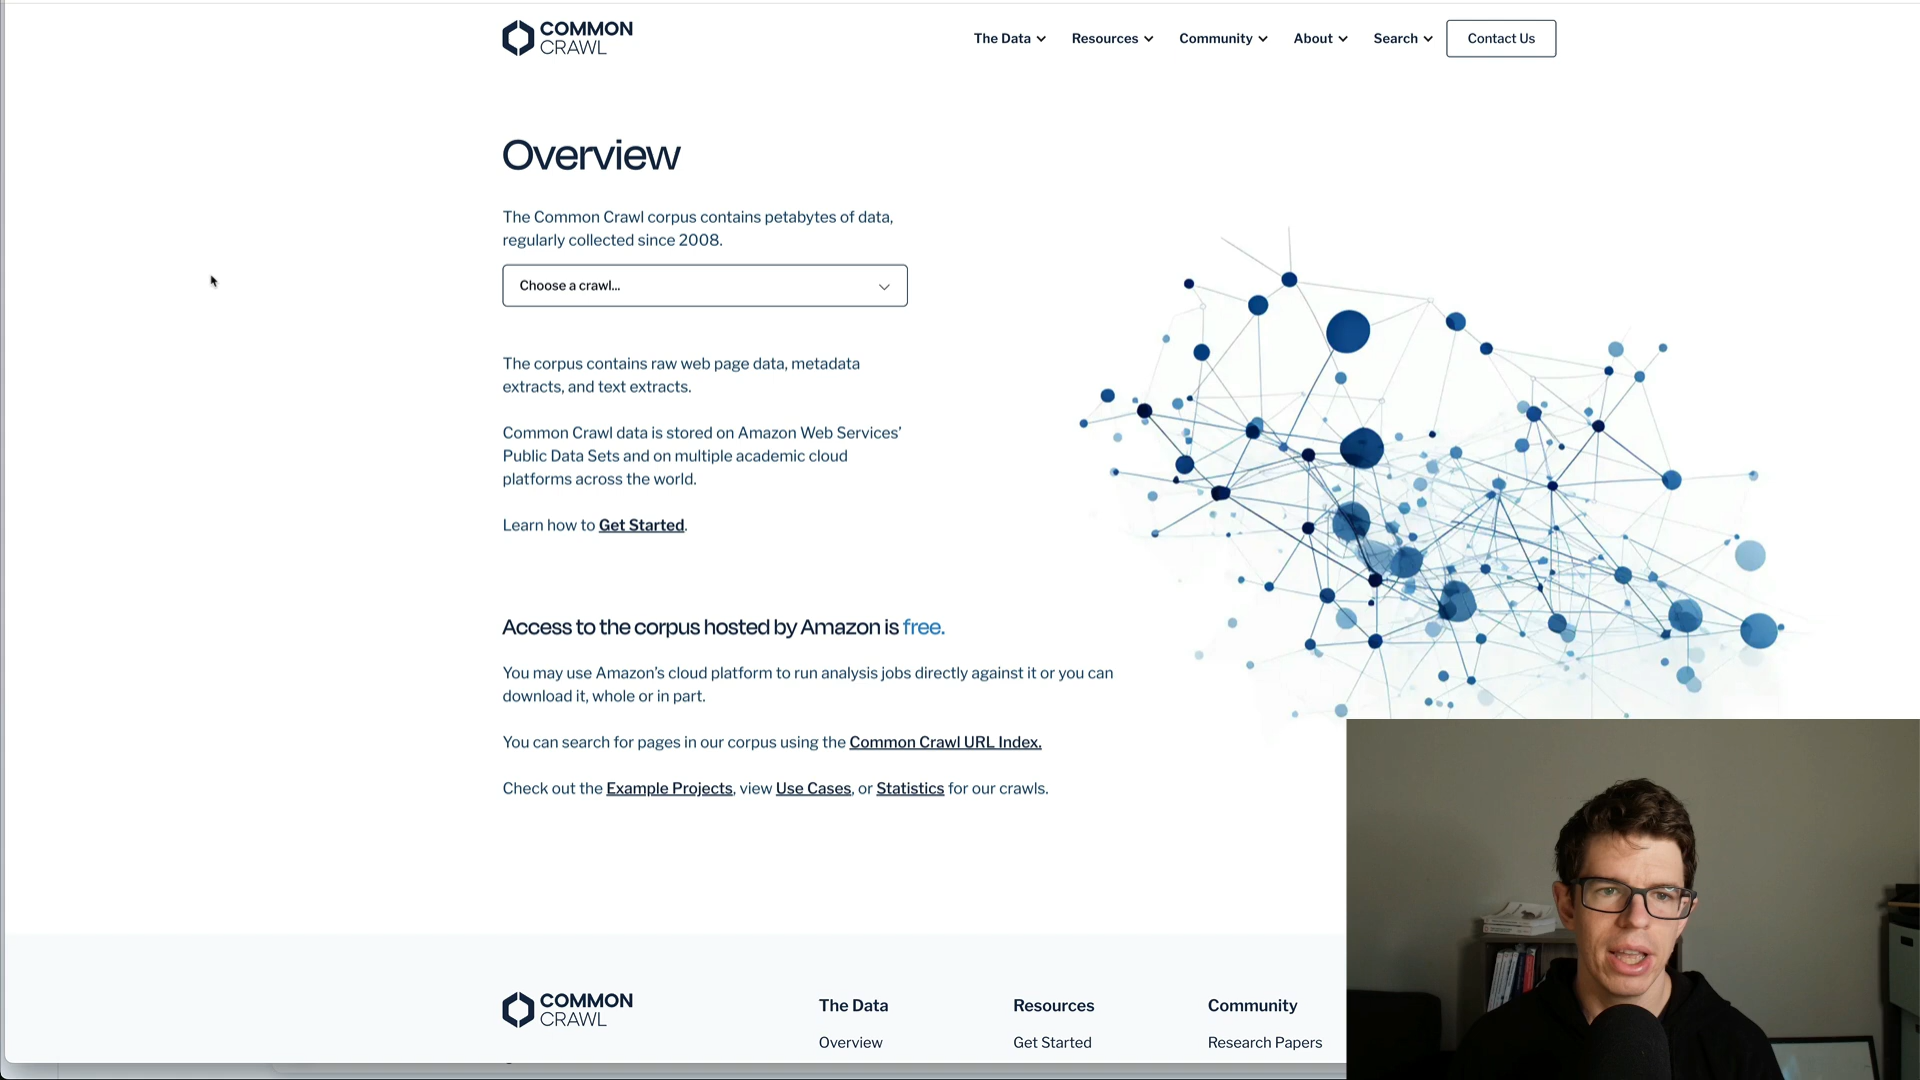 COMMON
CRAWL
The Data
Resources
Community
About
Search
Contact Us
Overview
The Common Crawl corpus contains petabytes of data,
regularly collected since 2008.
Choose a crawl...
The corpus contains raw web page data, metadata
extracts, and text extracts.
Common Crawl data is stored on Amazon Web Services’
Public Data Sets and on multiple academic cloud
platforms across the world.
Learn how to Get Started.
Access to the corpus hosted by Amazon is free.
You may use Amazon’s cloud platform to run analysis jobs directly against it or you can
download it, whole or in part.
You can search for pages in our corpus using the Common Crawl URL Index.
Check out the Example Projects, view Use Cases, or Statistics for our crawls.
COMMON
CRAWL
The Data
Resources
Community
Overview
Get Started
Research Papers